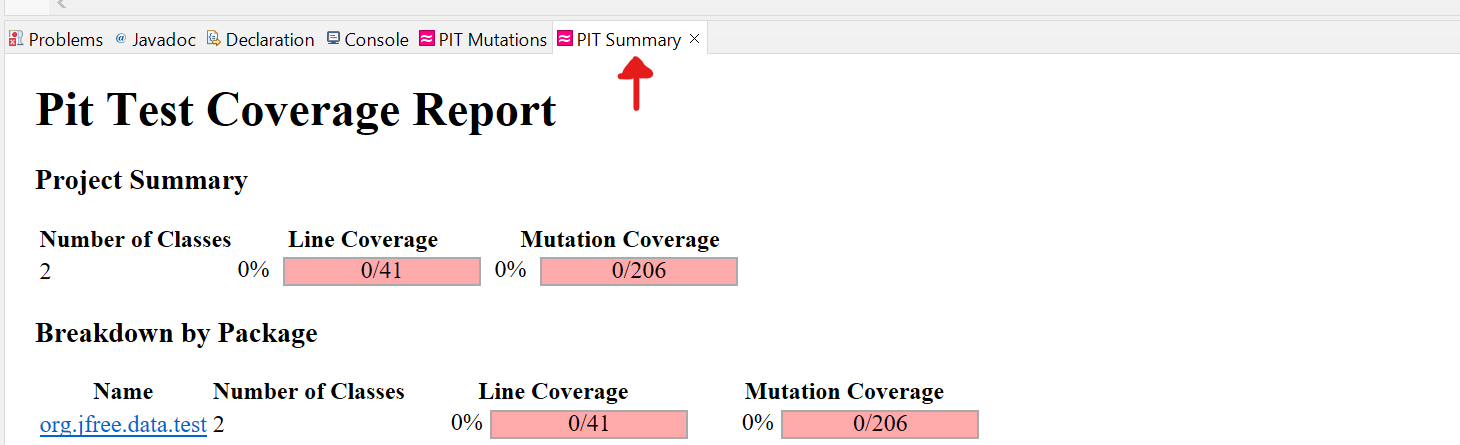 Problems @ Javadoc Declaration Console PIT Mutations PIT Summary
Pit Test Coverage Report
Project Summary
Number of Classes Line Coverage Mutation Coverage
2 0% 0/41 0% 0/206
Breakdown by Package
Name Number of Classes Line Coverage Mutation Coverage
org.jfree.data.test 2 0% 0/41 0% 0/206